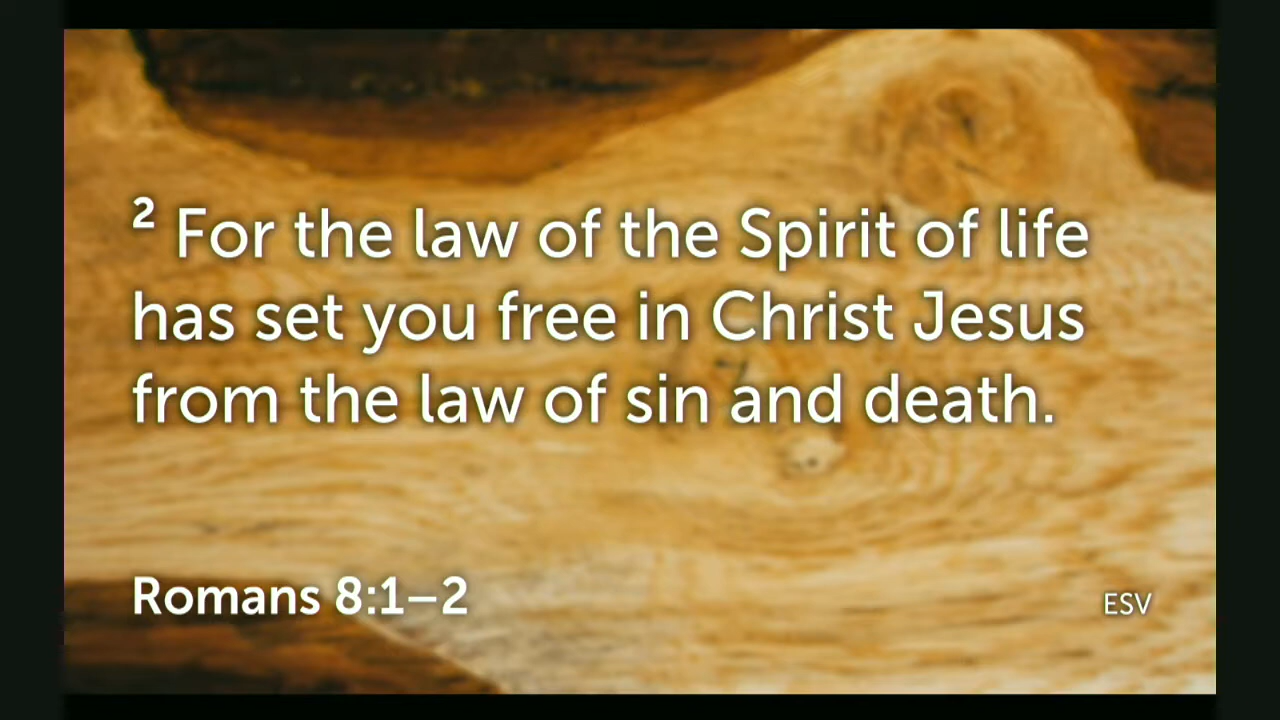 ² For the law of the Spirit of life
has set you free in Christ Jesus
from the law of sin and death.
Romans 8:1–2
ESV